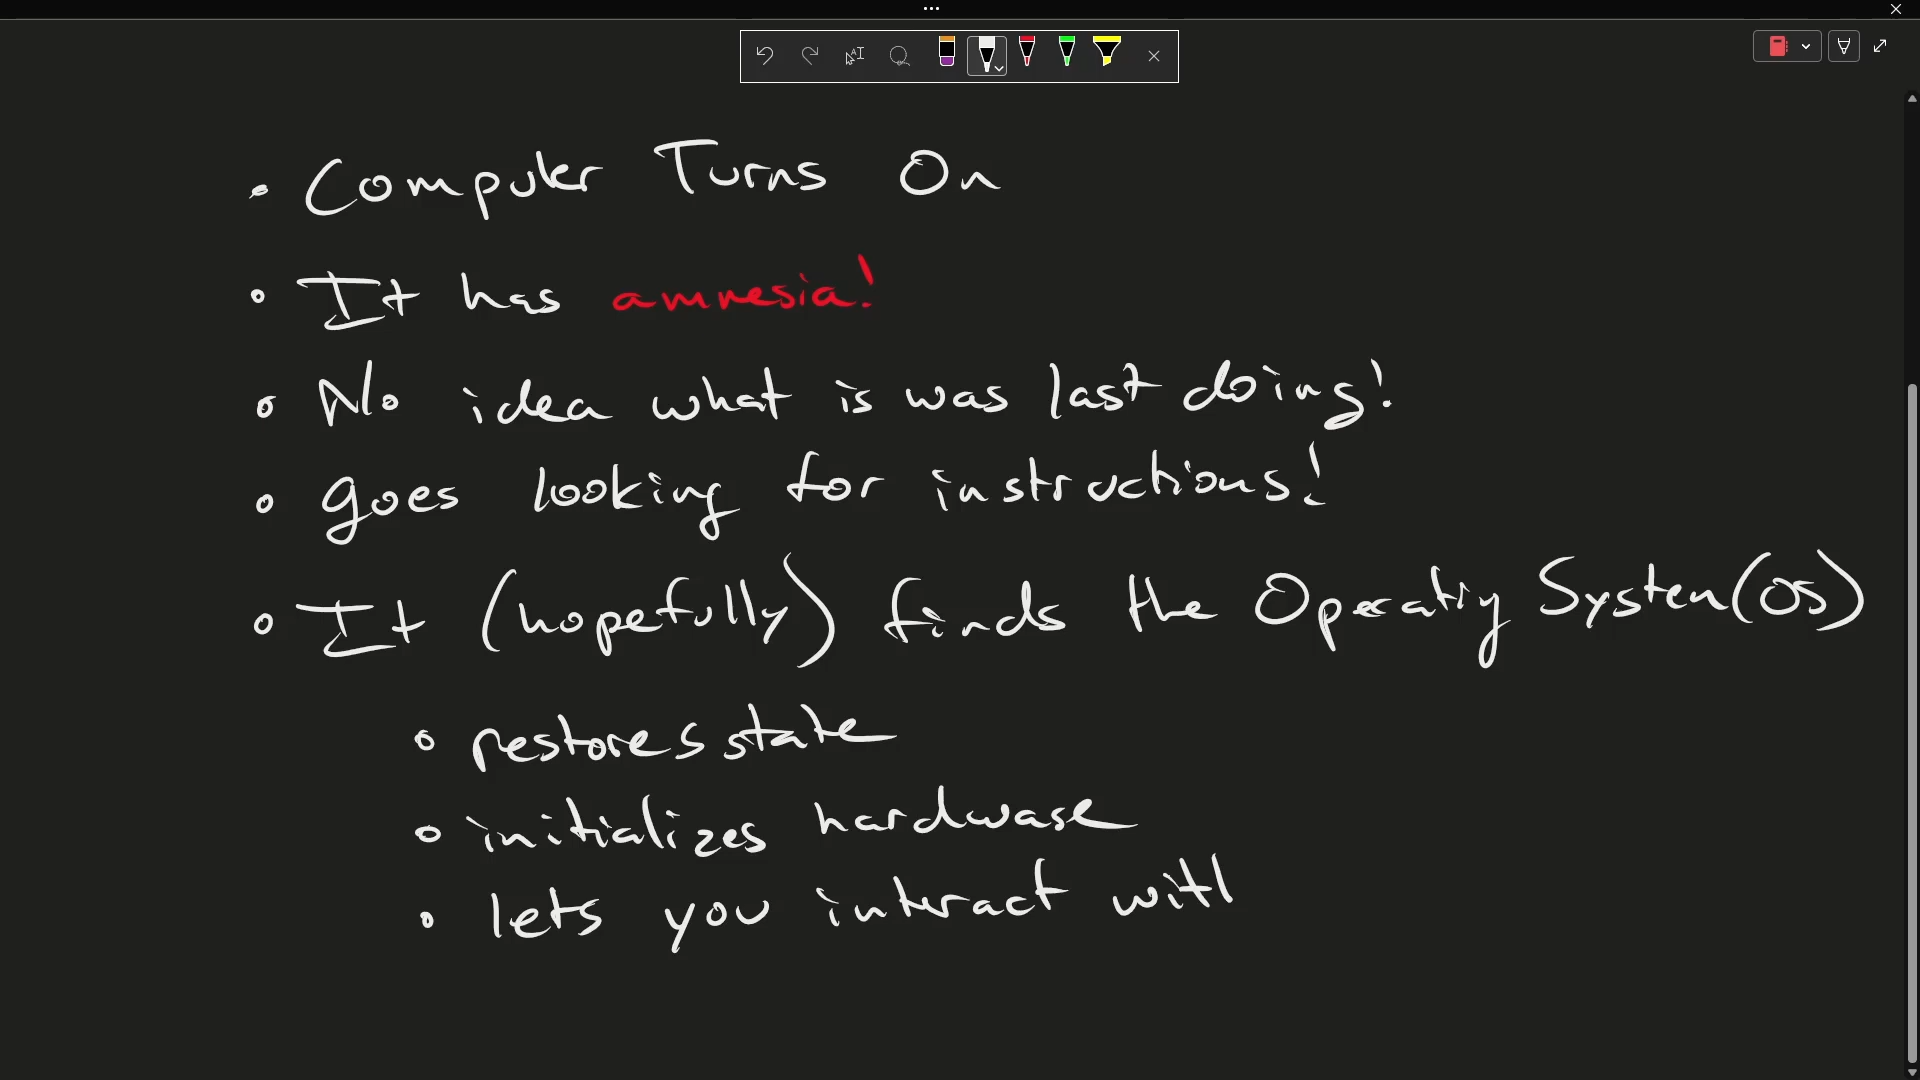 • Computer Turns On
• It has amnesia!
• No idea what is was last doing!
• goes looking for instructions!
• It (hopefully) finds the Operatiy System (OS)
• restores state
• initializes hardware
• lets you interact with